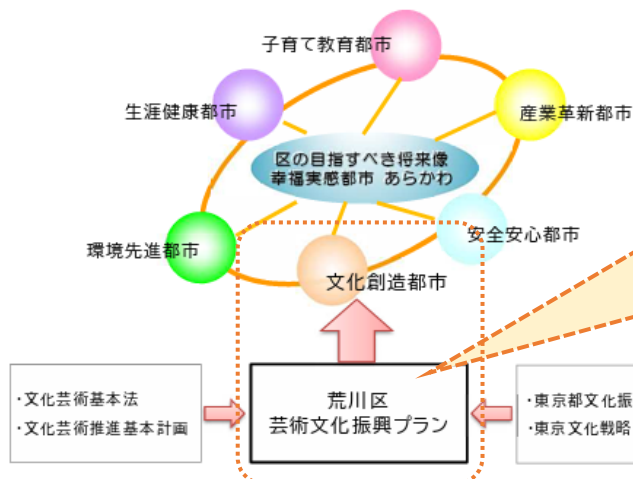 子育て教育都市
生涯健康都市
産業革新都市
区の目指すべき将来像
幸福実感都市 あらかわ
環境先進都市
安全安心都市
文化創造都市
・文化芸術基本法
・文化芸術推進基本計画
荒川区
芸術文化振興プラン
・東京都文化振
・東京文化戦略